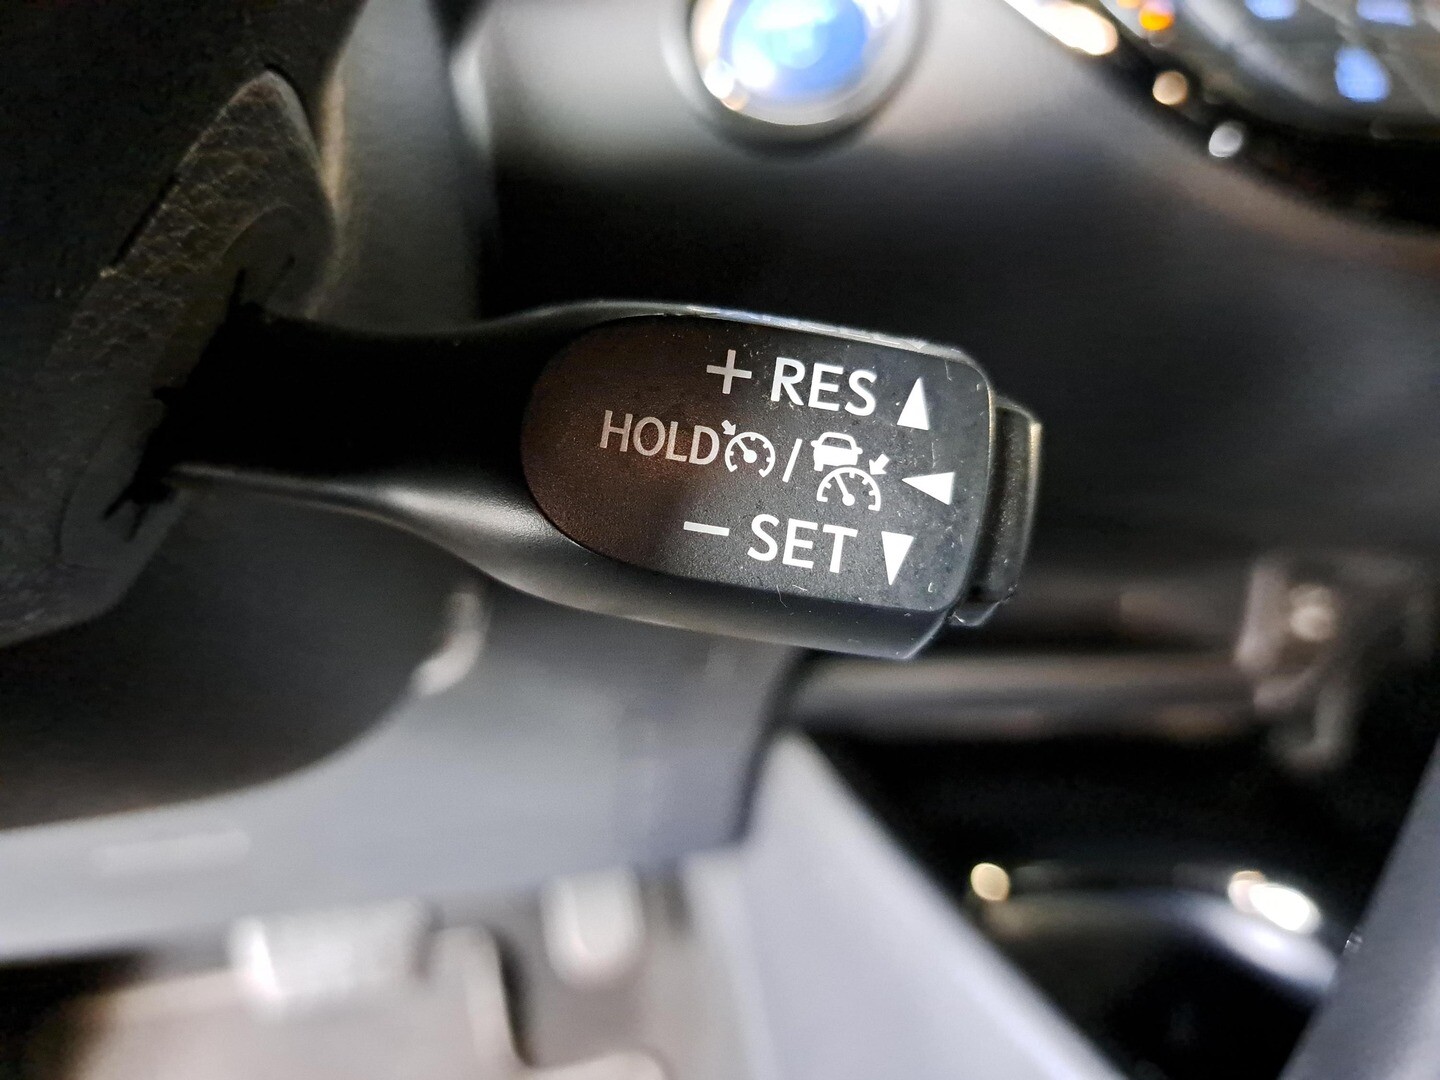 + RES
HOLD /
− SET